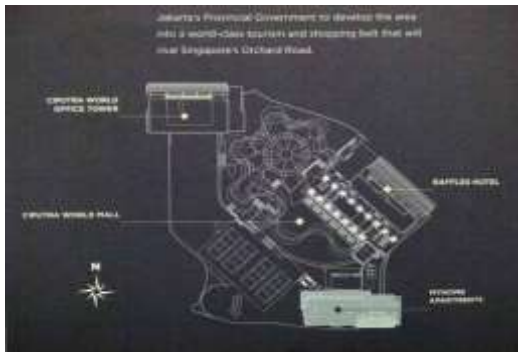 Jakarta's Provincial Government to develop the area
into a world-class tourism and shopping belt that will
rival Singapore's Orchard Road.
CIPUTRA WORLD
OFFICE TOWER
RAFFLES HOTEL
CIPUTRA WORLD MALL
N
MYHOME
APARTMENTS